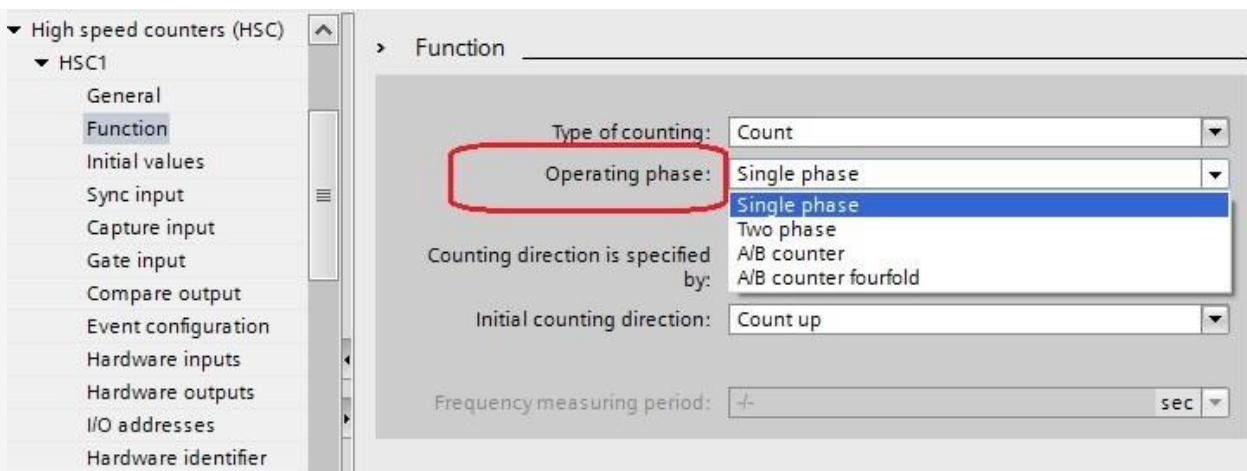 High speed counters (HSC)
HSC1
General
Function
Initial values
Sync input
Capture input
Gate input
Compare output
Event configuration
Hardware inputs
Hardware outputs
I/O addresses
Hardware identifier
Function
Type of counting: Count
Operating phase: Single phase
Single phase
Two phase
A/B counter
A/B counter fourfold
Counting direction is specified
by:
Initial counting direction: Count up
Frequency measuring period: -/- sec